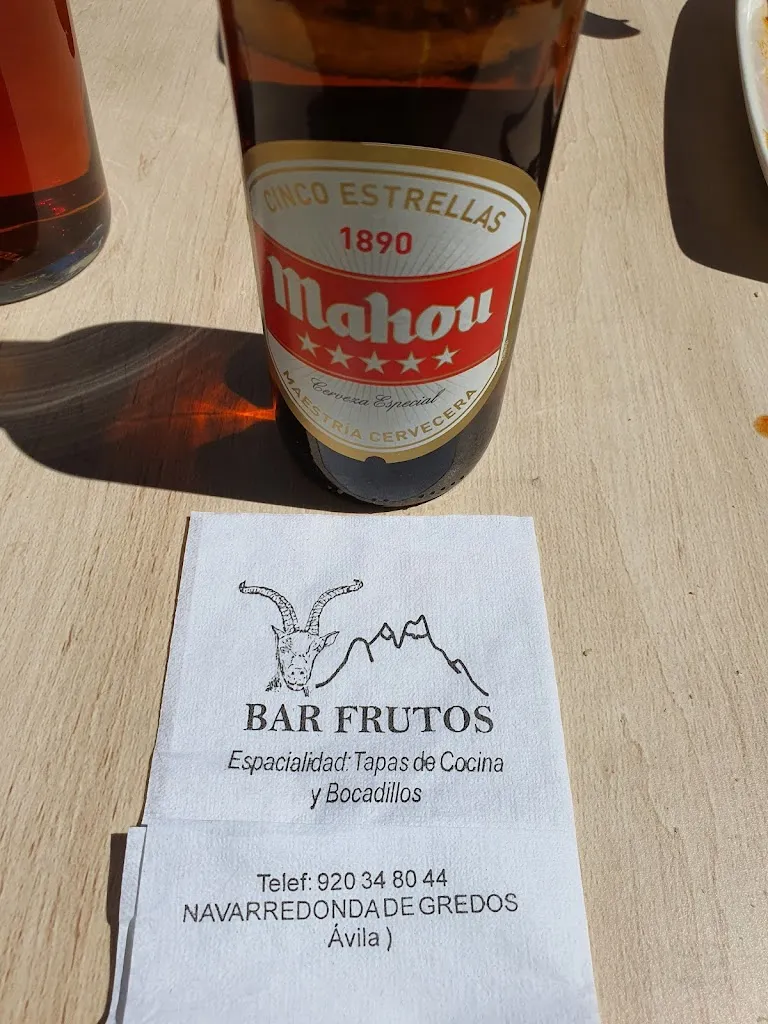 CINCO ESTRELLAS
1890
Mahou
Cerveza Especial
MAESTRÍA CERVECERA
BAR FRUTOS
Espacialidad: Tapas de Cocina
y Bocadillos
Telef: 920 34 80 44
NAVARREDONDA DE GREDOS
Ávila )